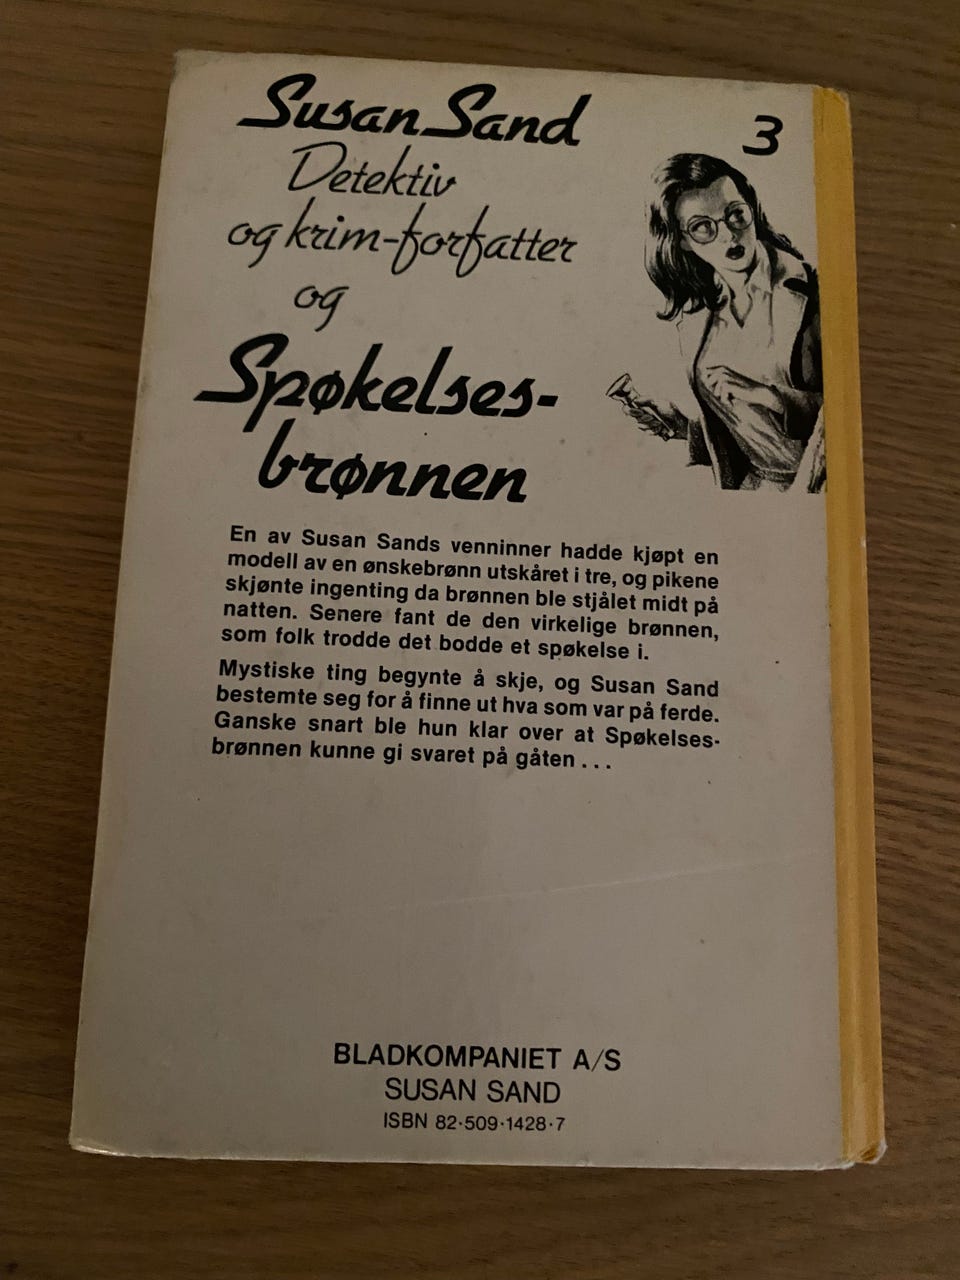 Susan Sand
3
Detektiv
og krim-forfatter
og
Spøkelses-
brønnen
En av Susan Sands venninner hadde kjøpt en
modell av en ønskebrønn utskåret i tre, og pikene
skjønte ingenting da brønnen ble stjålet midt på
natten. Senere fant de den virkelige brønnen,
som folk trodde det bodde et spøkelse i.
Mystiske ting begynte å skje, og Susan Sand
bestemte seg for å finne ut hva som var på ferde.
Ganske snart ble hun klar over at Spøkelses-
brønnen kunne gi svaret på gåten ...
BLADKOMPANIET A/S
SUSAN SAND
ISBN 82·509·1428·7